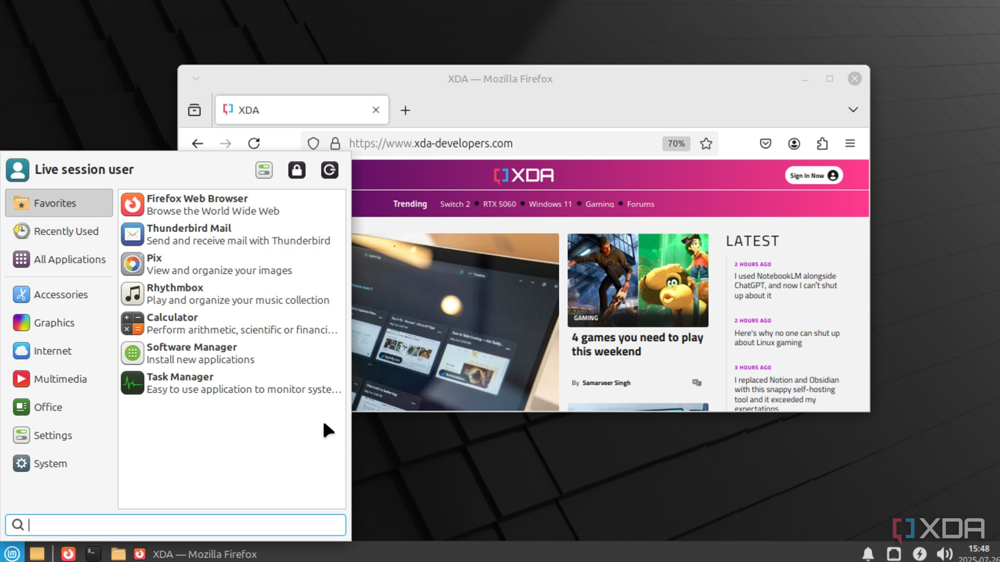 XDA — Mozilla Firefox
XDA
https://www.xda-developers.com
70%
Live session user
Favorites
Recently Used
All Applications
Accessories
Graphics
Internet
Multimedia
Office
Settings
System
Firefox Web Browser
Browse the World Wide Web
Thunderbird Mail
Send and receive mail with Thunderbird
Pix
View and organize your images
Rhythmbox
Play and organize your music collection
Calculator
Perform arithmetic, scientific or financi...
Software Manager
Install new applications
Task Manager
Easy to use application to monitor syste...
XDA
Sign In Now
Trending
Switch 2 • RTX 5060 • Windows 11 • Gaming • Forums
GAMING
4 games you need to play
this weekend
By Samarveer Singh
LATEST
2 HOURS AGO
I used NotebookLM alongside
ChatGPT, and now I can't shut
up about it
2 HOURS AGO
Here's why no one can shut up
about Linux gaming
3 HOURS AGO
I replaced Notion and Obsidian
with this snappy self-hosting
tool and it exceeded my
expectations
XDA
XDA — Mozilla Firefox
15:48
2025-07-26